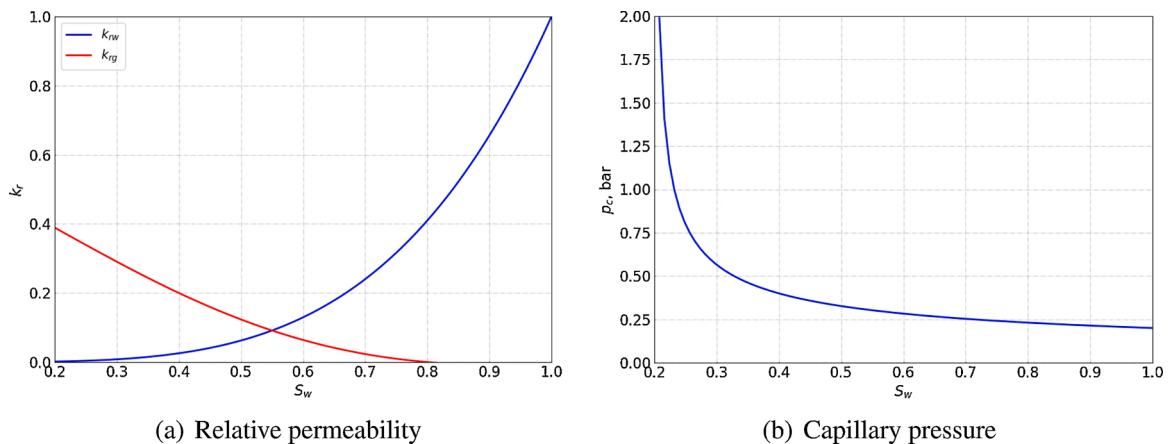 1.0
0.8
0.6
0.4
0.2
0.0
k_r
k_rw
k_rg
0.2 0.3 0.4 0.5 0.6 0.7 0.8 0.9 1.0
S_w
(a) Relative permeability
2.00
1.75
1.50
1.25
1.00
0.75
0.50
0.25
0.00
p_c, bar
0.2 0.3 0.4 0.5 0.6 0.7 0.8 0.9 1.0
S_w
(b) Capillary pressure